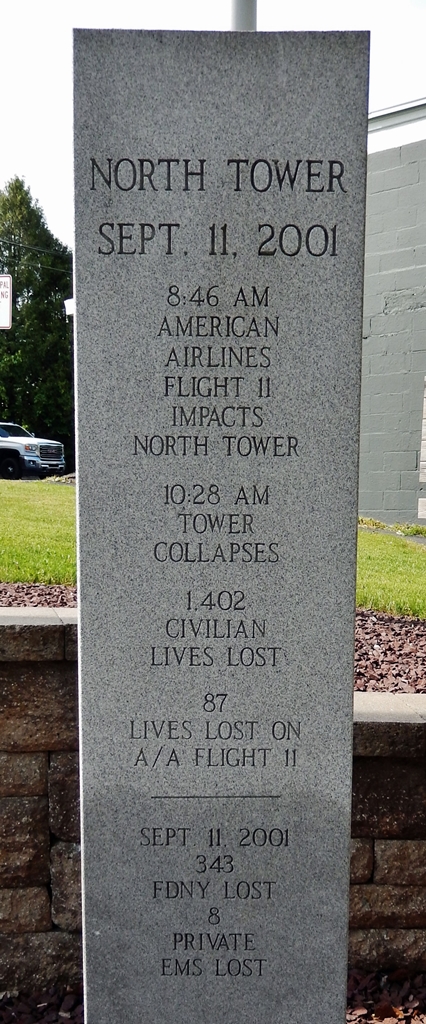 NORTH TOWER
SEPT. 11, 2001
8:46 AM
AMERICAN
AIRLINES
FLIGHT 11
IMPACTS
NORTH TOWER
10:28 AM
TOWER
COLLAPSES
1,402
CIVILIAN
LIVES LOST
87
LIVES LOST ON
A/A FLIGHT 11
SEPT 11, 2001
343
FDNY LOST
8
PRIVATE
EMS LOST